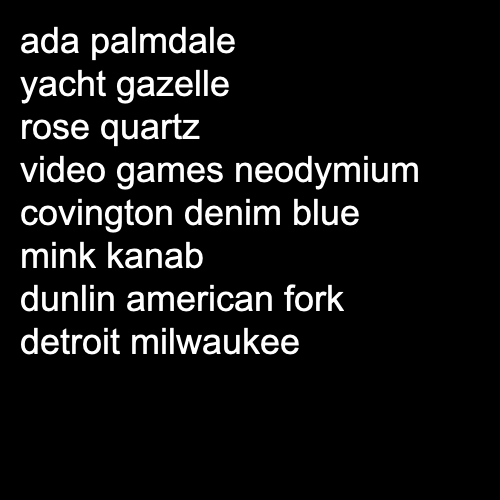 ada palmdale
yacht gazelle
rose quartz
video games neodymium
covington denim blue
mink kanab
dunlin american fork
detroit milwaukee